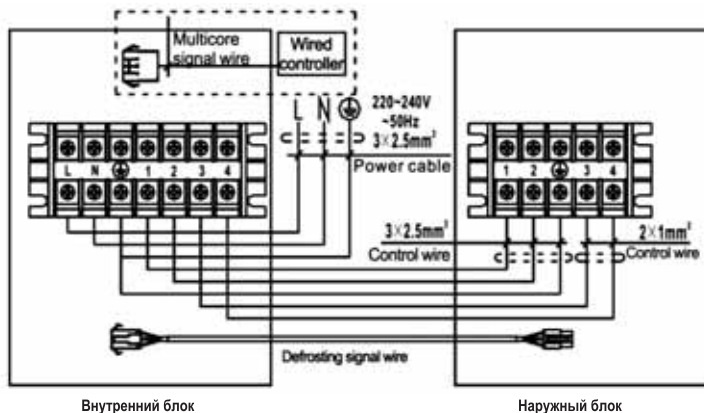 Multicore
signal wire
Wired
controller
L N
220~240V
~50Hz
3×2.5mm²
Power cable
L N 1 2 3 4
1 2 3 4
3×2.5mm²
Control wire
2×1mm²
Control wire
Defrosting signal wire
Внутренний блок
Наружный блок